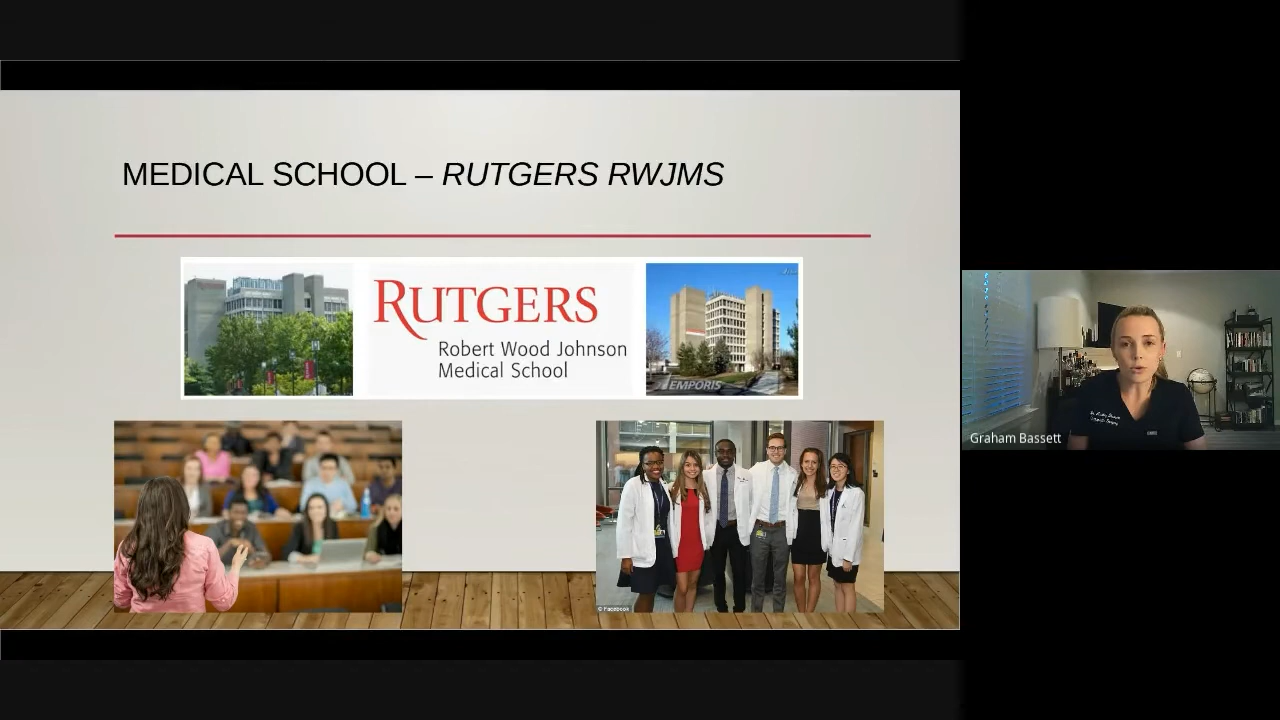 MEDICAL SCHOOL – RUTGERS RWJMS
RUTGERS
Robert Wood Johnson
Medical School
EMPORIS
© Facebook
Graham Bassett